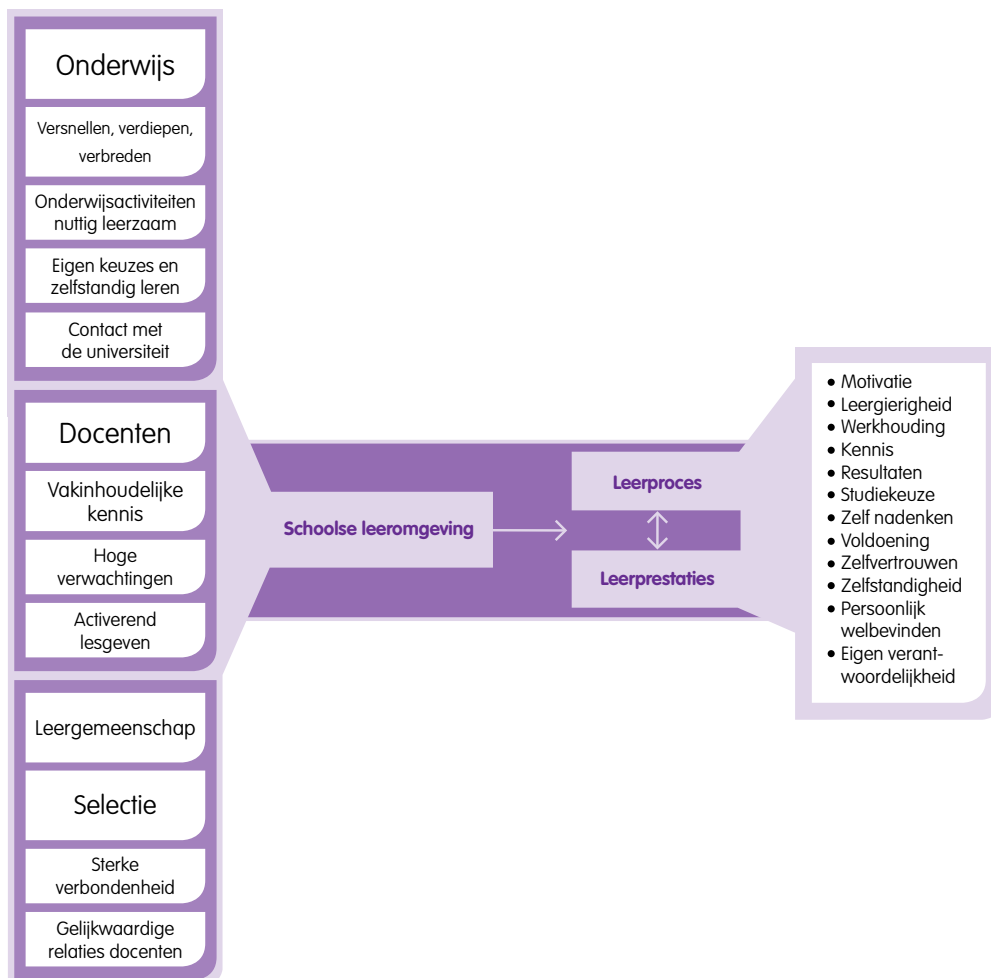 Onderwijs
Versnellen, verdiepen,
verbreden
Onderwijsactiviteiten
nuttig leerzaam
Eigen keuzes en
zelfstandig leren
Contact met
de universiteit
Docenten
Vakinhoudelijke
kennis
Hoge
verwachtingen
Activerend
lesgeven
Leergemeenschap
Selectie
Sterke
verbondenheid
Gelijkwaardige
relaties docenten
Schoolse leeromgeving
Leerproces
Leerprestaties
• Motivatie
• Leergierigheid
• Werkhouding
• Kennis
• Resultaten
• Studiekeuze
• Zelf nadenken
• Voldoening
• Zelfvertrouwen
• Zelfstandigheid
• Persoonlijk
welbevinden
• Eigen verant-
woordelijkheid